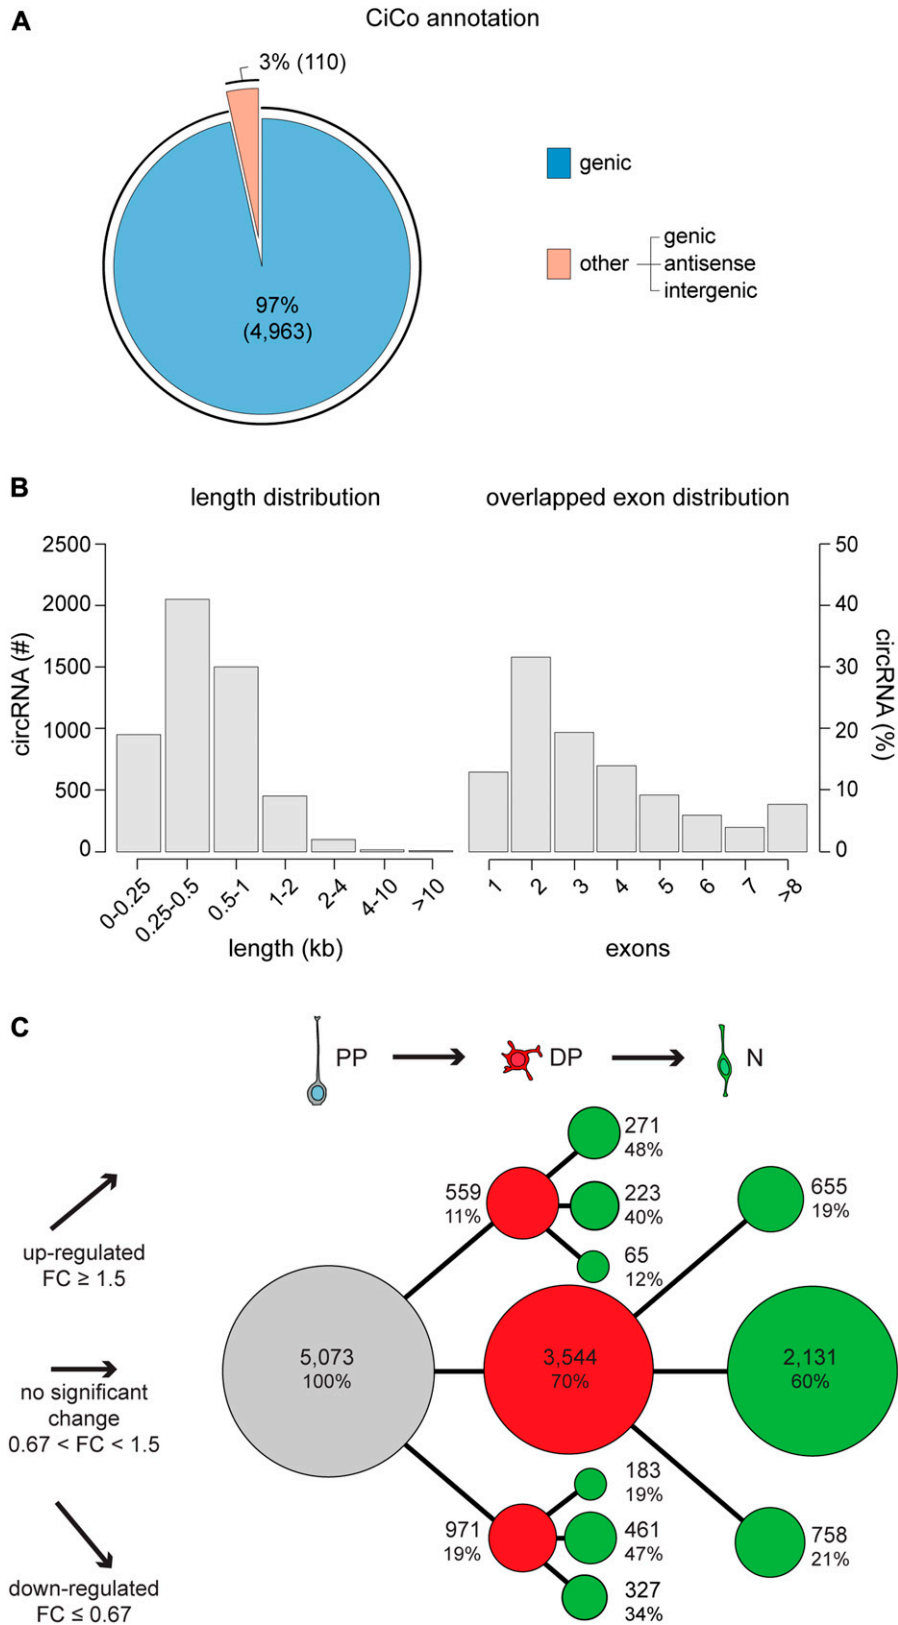 A
CiCo annotation
3% (110)
97%
(4,963)
genic
other
genic
antisense
intergenic
B
length distribution
overlapped exon distribution
circRNA (#)
2500
2000
1500
1000
500
0
0-0.25
0.25-0.5
0.5-1
1-2
2-4
4-10
>10
length (kb)
1
2
3
4
5
6
7
>8
exons
50
40
30
20
10
0
circRNA (%)
C
PP
DP
N
up-regulated
FC ≥ 1.5
no significant
change
0.67 < FC < 1.5
down-regulated
FC ≤ 0.67
5,073
100%
559
11%
271
48%
223
40%
65
12%
3,544
70%
655
19%
2,131
60%
758
21%
971
19%
183
19%
461
47%
327
34%